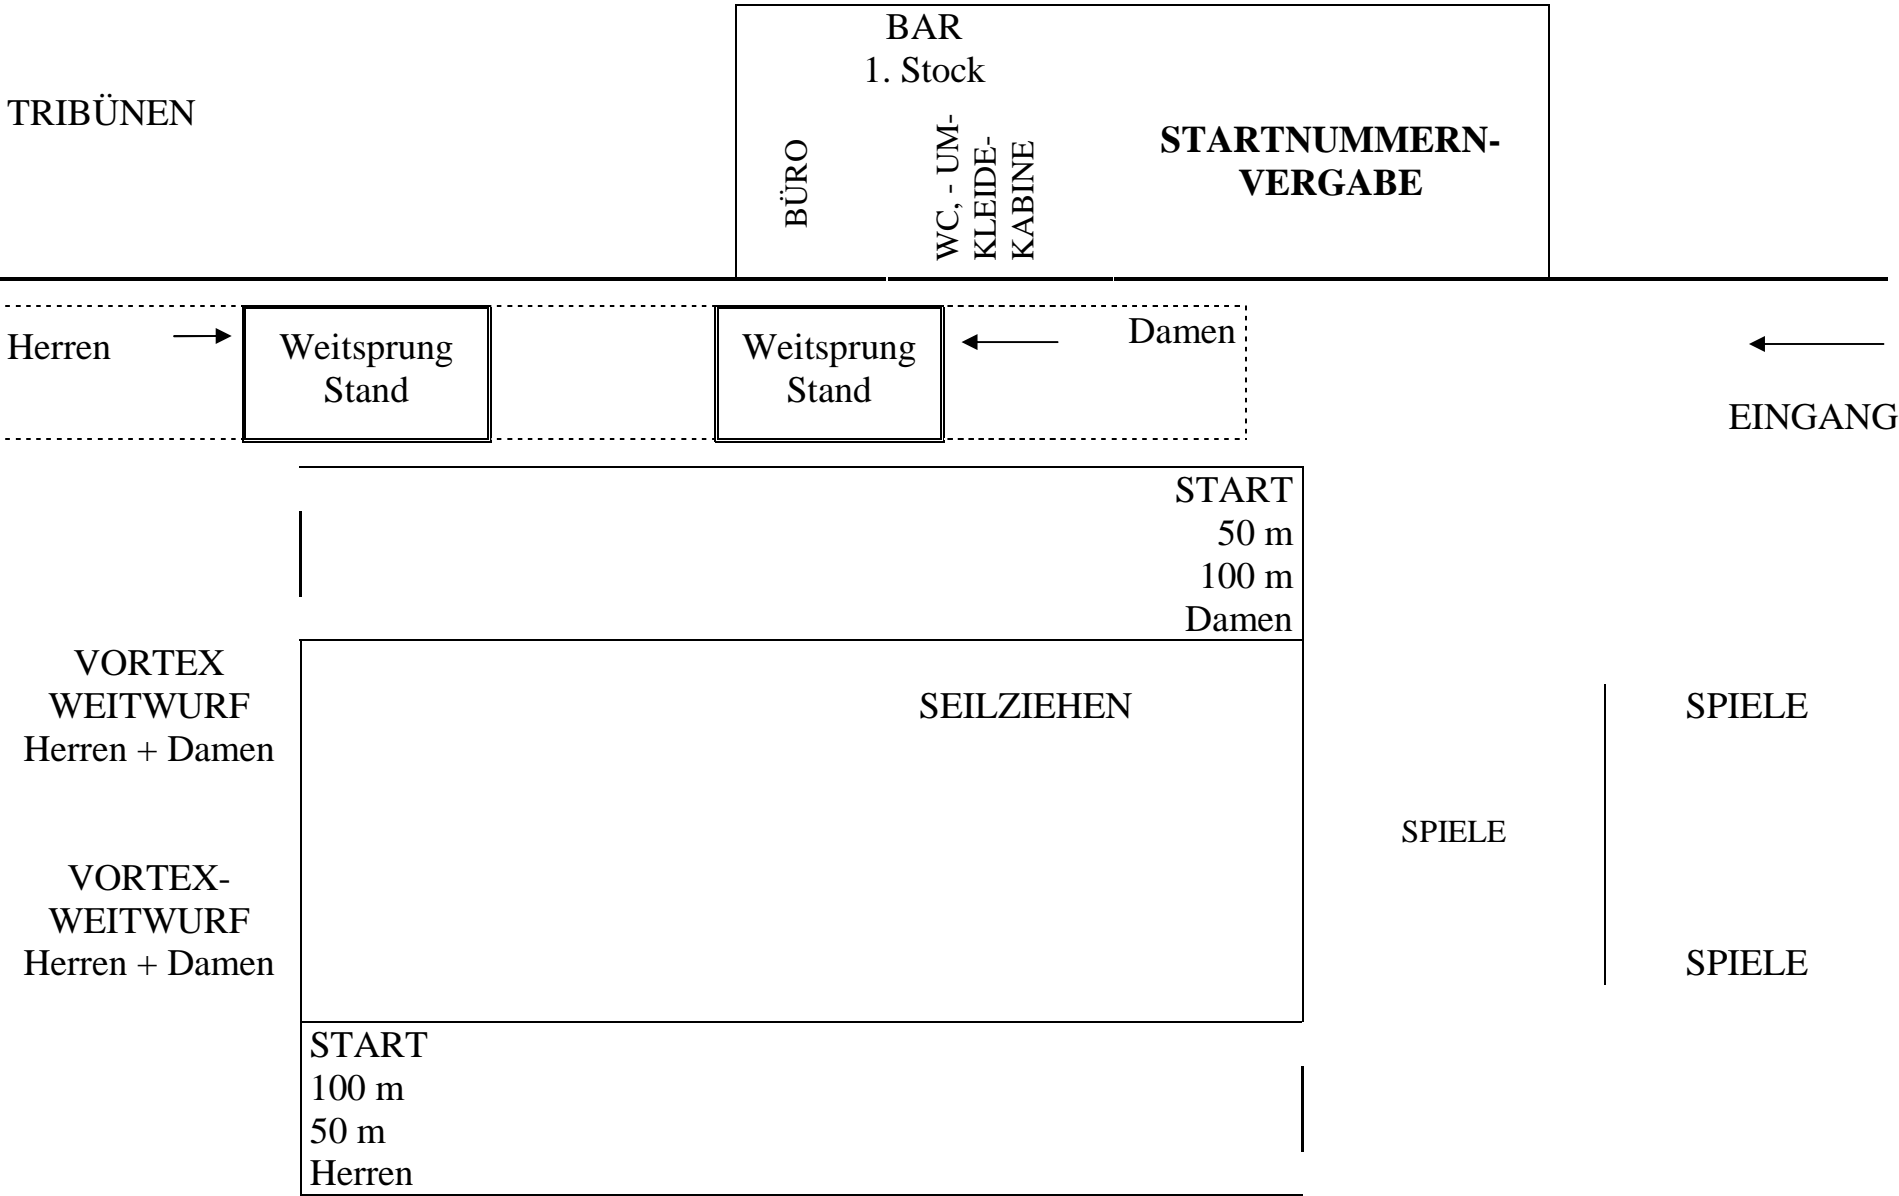 BAR
1. Stock
TRIBÜNEN
BÜRO
WC, - UM-
KLEIDE-
KABINE
STARTNUMMERN-
VERGABE
Herren
Weitsprung
Stand
Weitsprung
Stand
Damen
EINGANG
START
50 m
100 m
Damen
VORTEX
WEITWURF
Herren + Damen
SEILZIEHEN
SPIELE
SPIELE
VORTEX-
WEITWURF
Herren + Damen
SPIELE
START
100 m
50 m
Herren